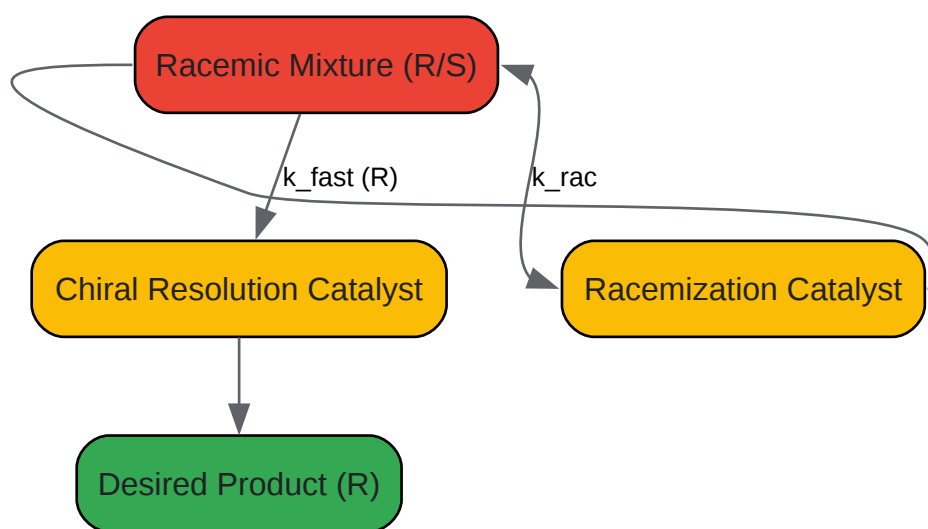 Racemic Mixture (R/S)
k_fast (R)
k_rac
Chiral Resolution Catalyst
Racemization Catalyst
Desired Product (R)